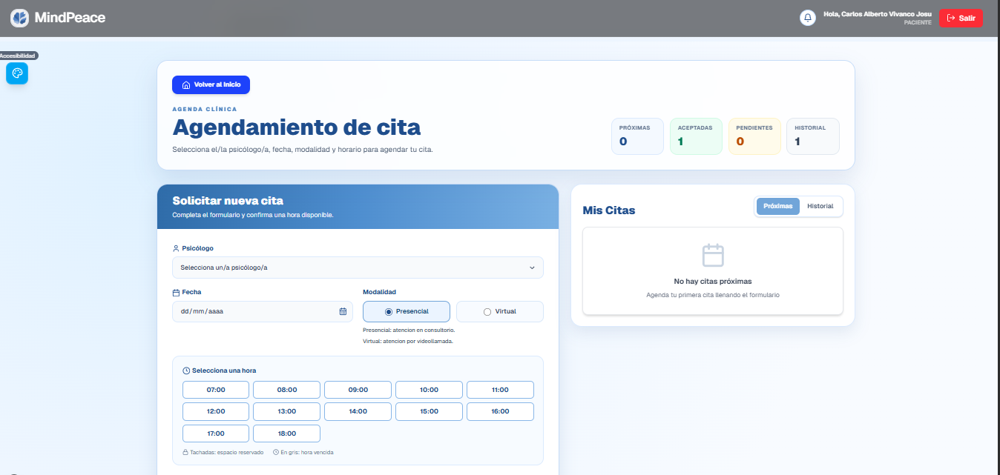 MindPeace
Hola, Carlos Alberto Vivanco Josu
PACIENTE
Salir
Accesibilidad
Volver al Inicio
AGENDA CLÍNICA
Agendamiento de cita
Selecciona el/la psicólogo/a, fecha, modalidad y horario para agendar tu cita.
PRÓXIMAS
0
ACEPTADAS
1
PENDIENTES
0
HISTORIAL
1
Solicitar nueva cita
Completa el formulario y confirma una hora disponible.
Psicólogo
Selecciona un/a psicólogo/a
Fecha
dd/mm/aaaa
Modalidad
Presencial
Virtual
Presencial: atencion en consultorio.
Virtual: atencion por videollamada.
Selecciona una hora
07:00 08:00 09:00 10:00 11:00
12:00 13:00 14:00 15:00 16:00
17:00 18:00
Tachadas: espacio reservado En gris: hora vencida
Mis Citas
Próximas
Historial
No hay citas próximas
Agenda tu primera cita llenando el formulario